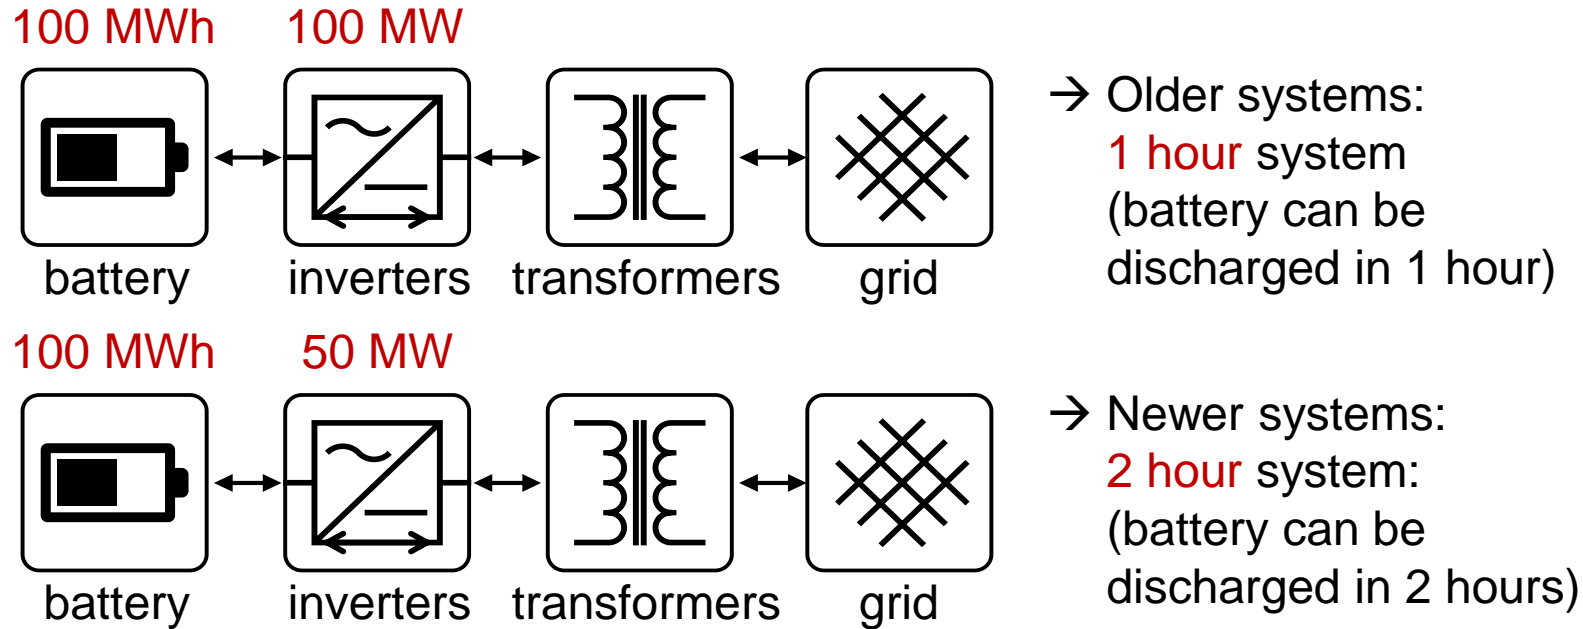 100 MWh 100 MW
battery inverters transformers grid
→ Older systems:
1 hour system
(battery can be
discharged in 1 hour)
100 MWh 50 MW
battery inverters transformers grid
→ Newer systems:
2 hour system:
(battery can be
discharged in 2 hours)